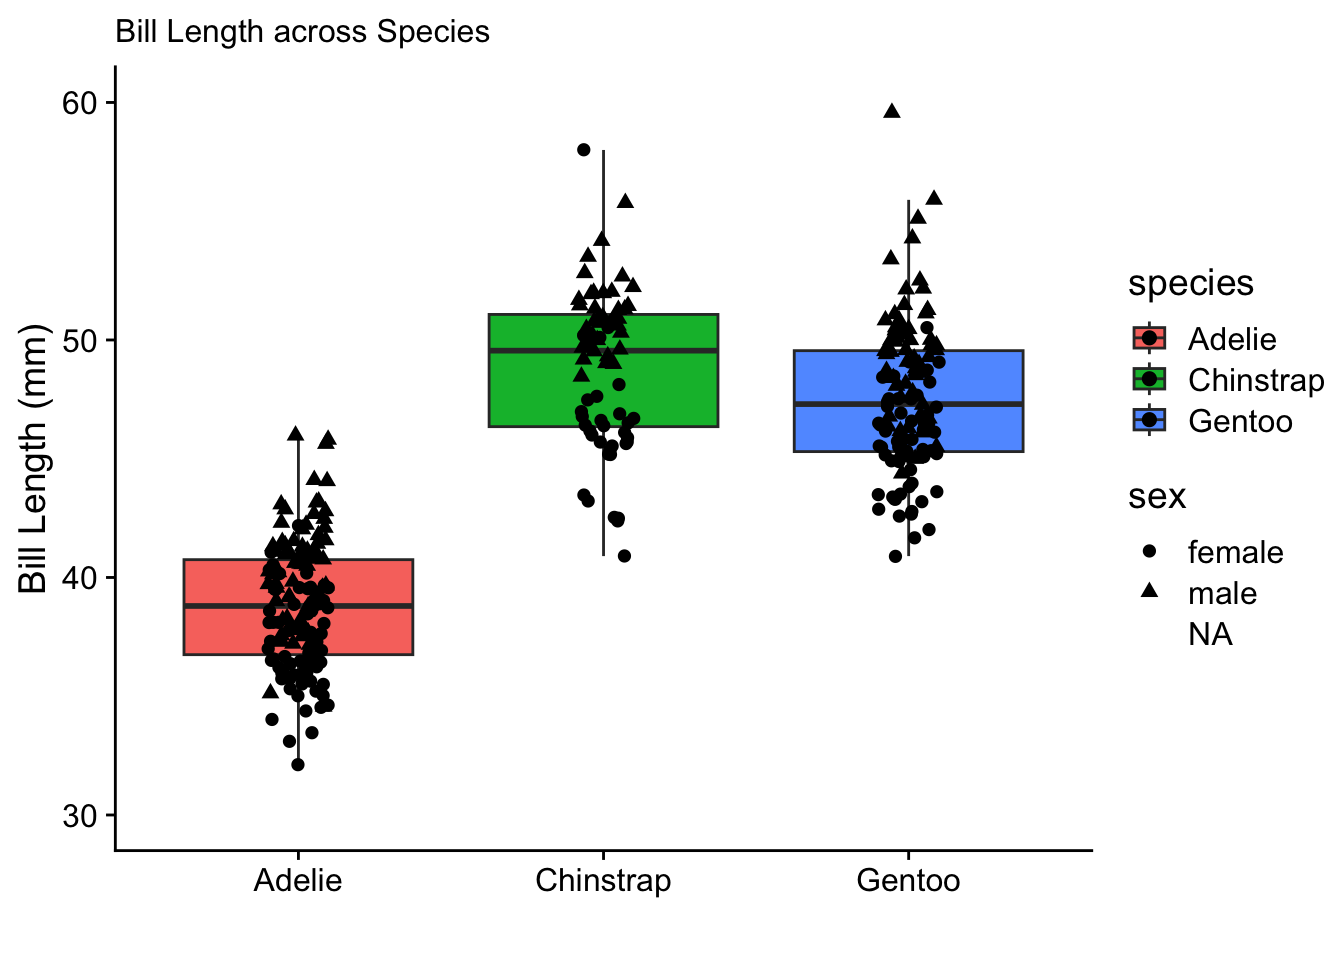 Bill Length across Species
Bill Length (mm)
60
50
40
30
Adelie
Chinstrap
Gentoo
species
Adelie
Chinstrap
Gentoo
sex
female
male
NA